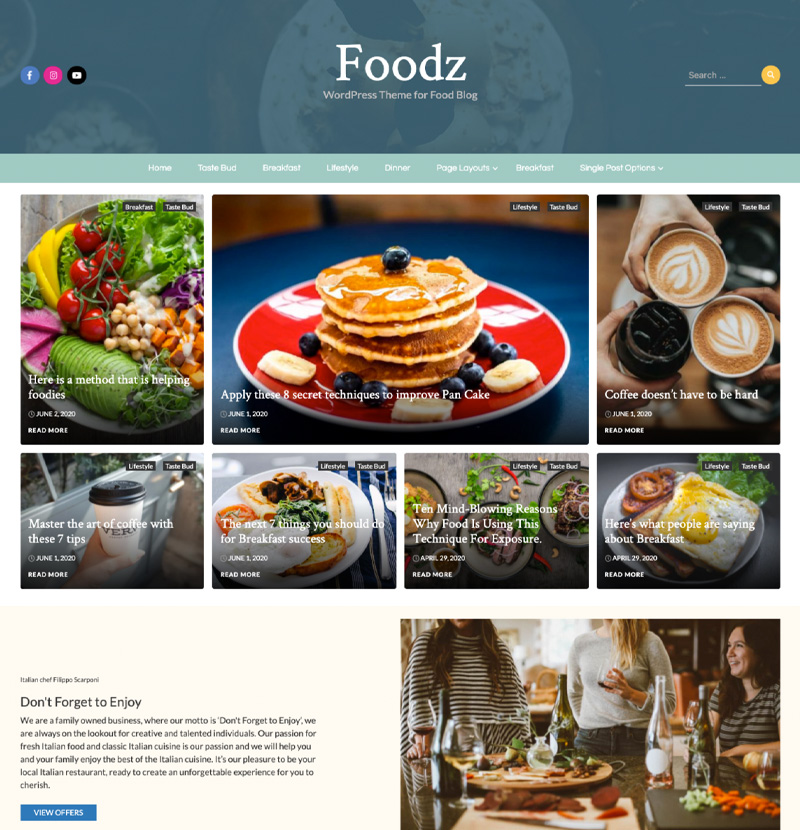 Foodz
WordPress Theme for Food Blog
Search ...
Home
Taste Bud
Breakfast
Lifestyle
Dinner
Page Layouts
Breakfast
Single Post Options
Breakfast
Taste Bud
Here is a method that is helping
foodies
JUNE 2, 2020
READ MORE
Lifestyle
Taste Bud
Apply these 8 secret techniques to improve Pan Cake
JUNE 1, 2020
READ MORE
Lifestyle
Taste Bud
Coffee doesn't have to be hard
JUNE 1, 2020
READ MORE
Lifestyle
Taste Bud
Master the art of coffee with
these 7 tips
JUNE 1, 2020
READ MORE
Lifestyle
Taste Bud
The next 7 things you should do
for Breakfast success
JUNE 1, 2020
READ MORE
Lifestyle
Taste Bud
Ten Mind-Blowing Reasons
Why Food Is Using This
Technique For Exposure.
APRIL 29, 2020
READ MORE
Lifestyle
Taste Bud
Here's what people are saying
about Breakfast
APRIL 29, 2020
READ MORE
Italian chef Filippo Scarponi
Don't Forget to Enjoy
We are a family owned business, where our motto is 'Don't Forget to Enjoy', we
are always on the lookout for creative and talented individuals. Our passion for
fresh Italian food and classic Italian cuisine is our passion and we will help you
and your family enjoy the best of the Italian cuisine. It's our pleasure to be your
local Italian restaurant, ready to create an unforgettable experience for you to
cherish.
VIEW OFFERS